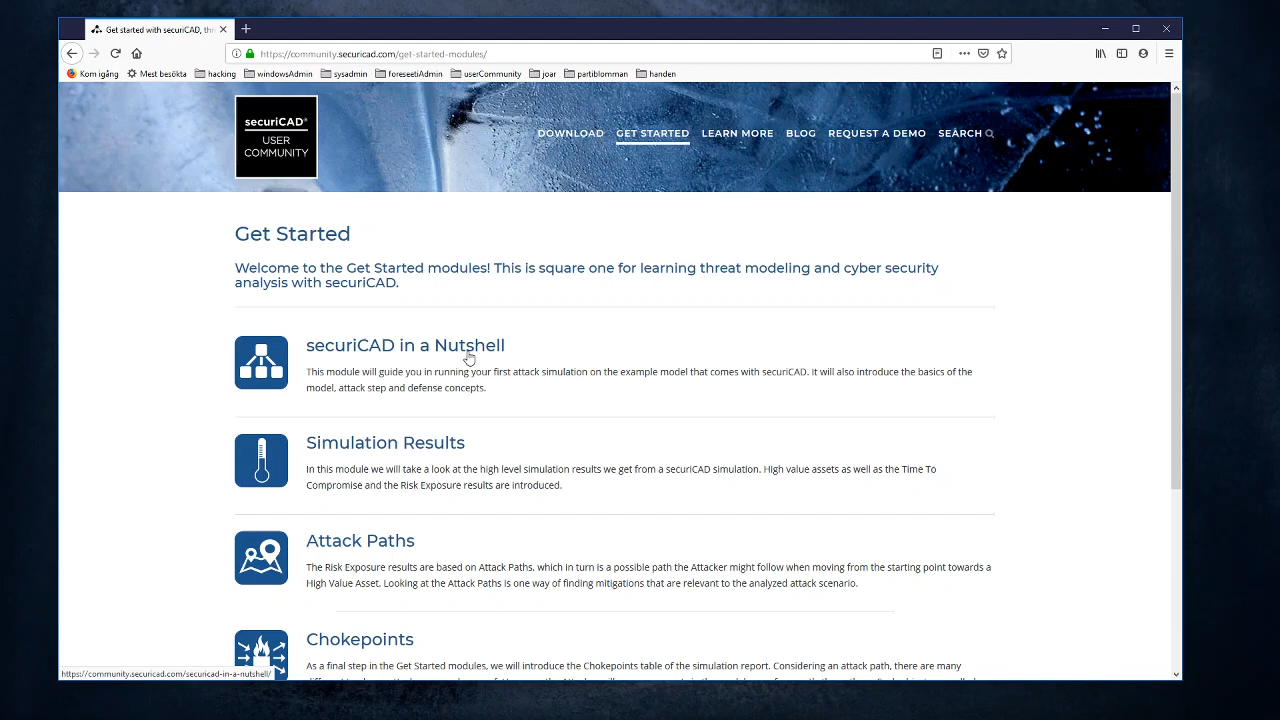 Get started with securiCAD, thr
https://community.securicad.com/get-started-modules/
Kom igång Mest besökta hacking windowsAdmin sysadmin foreseetiAdmin userCommunity joar partiblomman handen
securiCAD®
USER
COMMUNITY
DOWNLOAD GET STARTED LEARN MORE BLOG REQUEST A DEMO SEARCH
Get Started
Welcome to the Get Started modules! This is square one for learning threat modeling and cyber security
analysis with securiCAD.
securiCAD in a Nutshell
This module will guide you in running your first attack simulation on the example model that comes with securiCAD. It will also introduce the basics of the
model, attack step and defense concepts.
Simulation Results
In this module we will take a look at the high level simulation results we get from a securiCAD simulation. High value assets as well as the Time To
Compromise and the Risk Exposure results are introduced.
Attack Paths
The Risk Exposure results are based on Attack Paths, which in turn is a possible path the Attacker might follow when moving from the starting point towards a
High Value Asset. Looking at the Attack Paths is one way of finding mitigations that are relevant to the analyzed attack scenario.
Chokepoints
As a final step in the Get Started modules, we will introduce the Chokepoints table of the simulation report. Considering an attack path, there are many
https://community.securicad.com/securicad-in-a-nutshell/